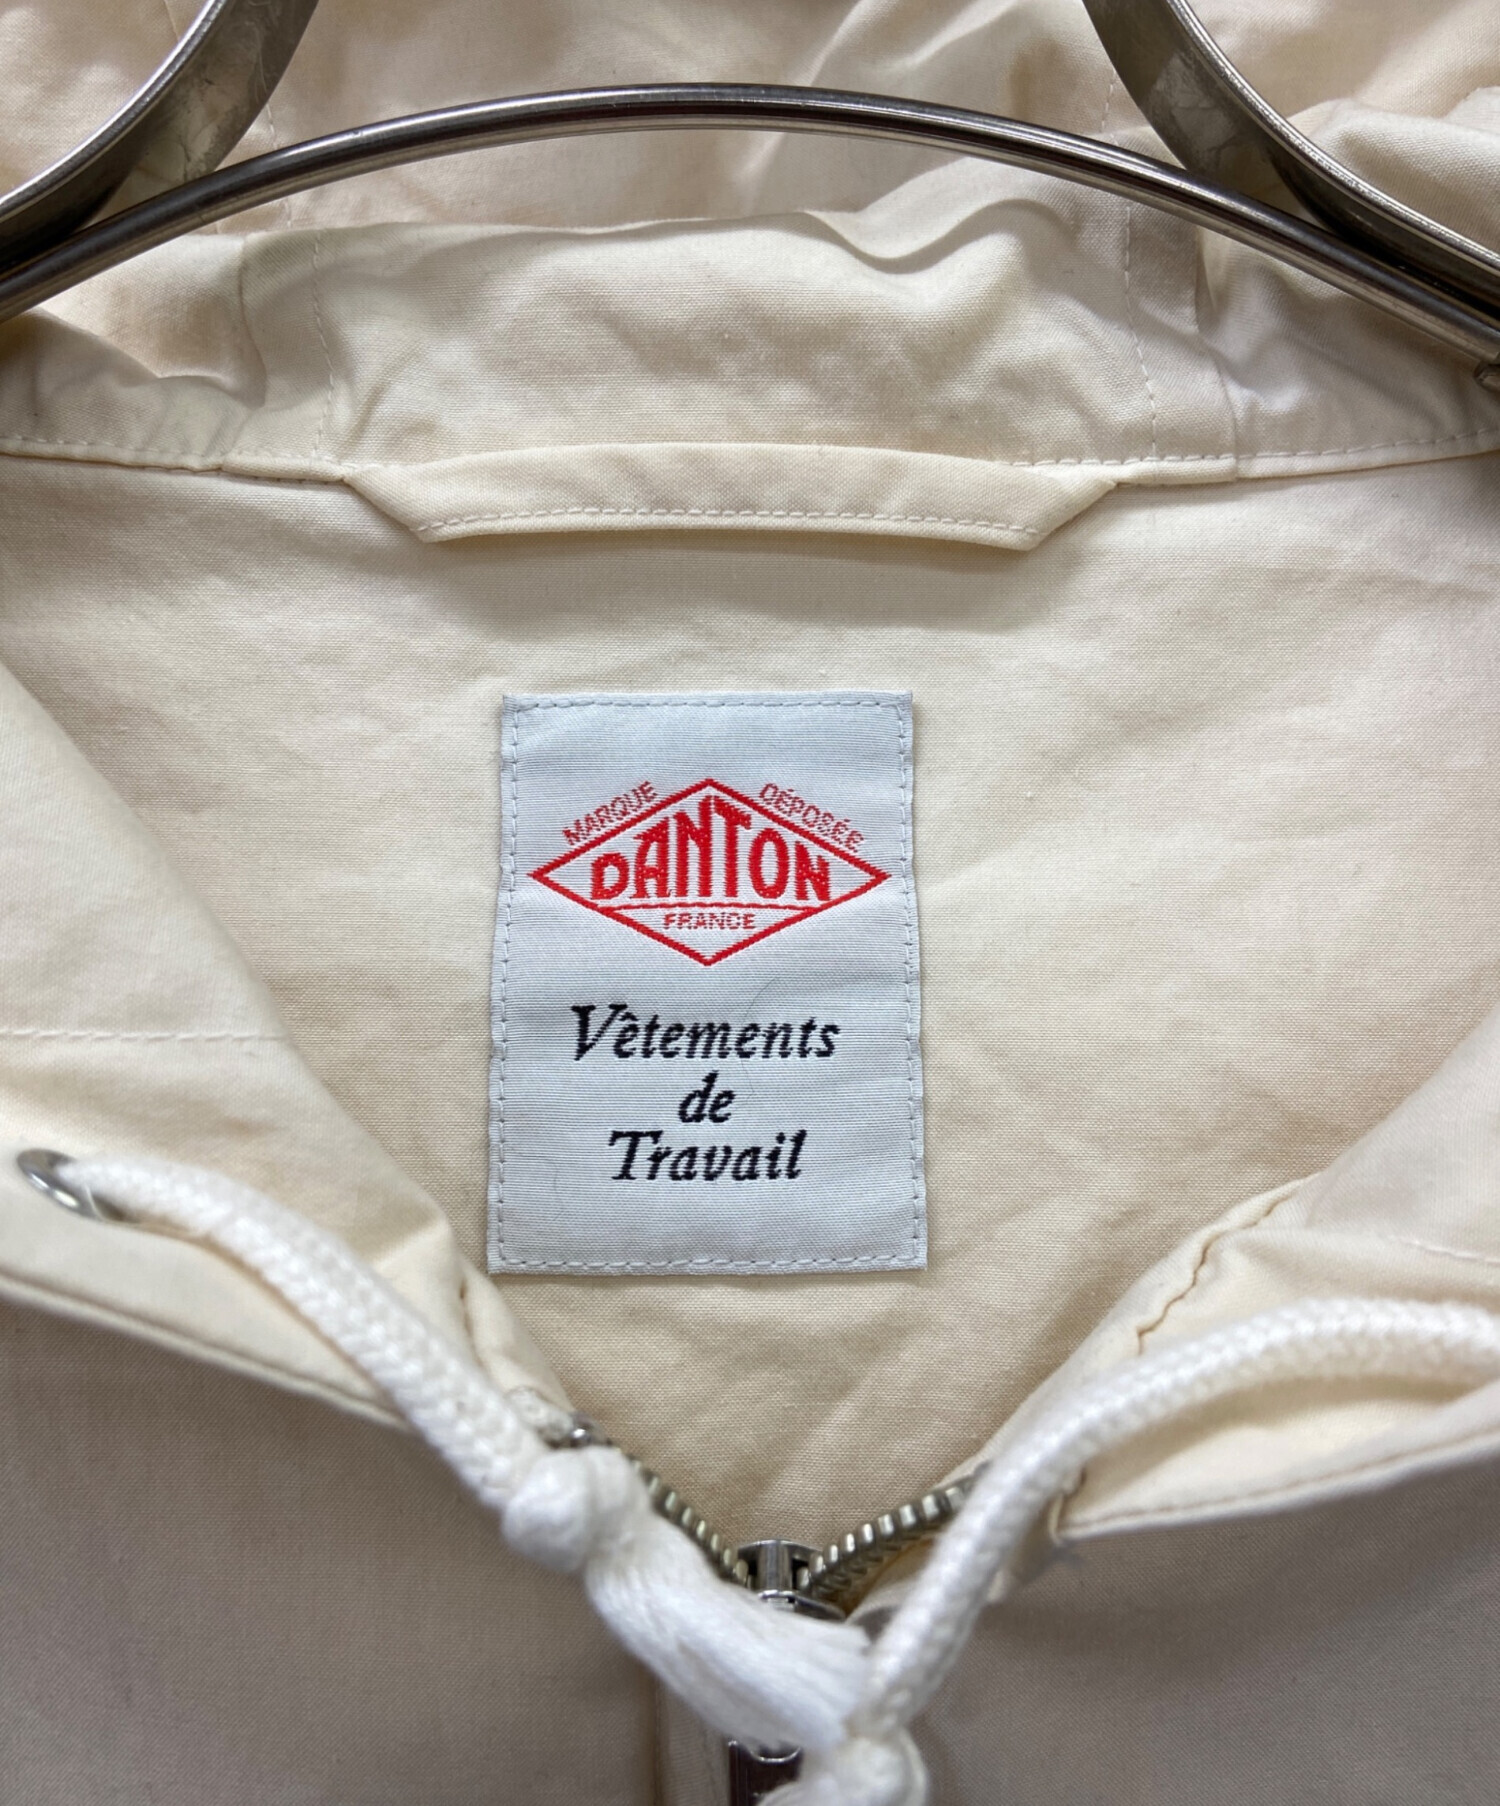 MARQUE DÉPOSÉE
DANTON
FRANCE
Vêtements
de
Travail